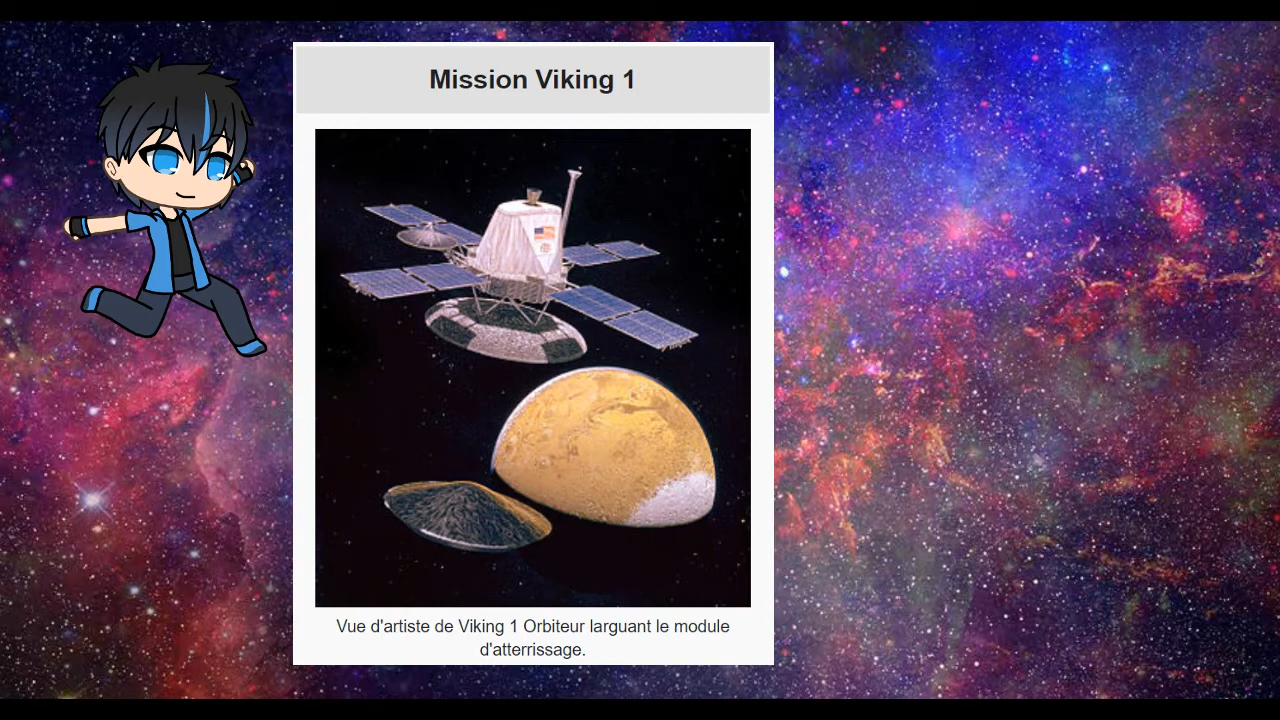 Mission Viking 1
Vue d'artiste de Viking 1 Orbiteur larguant le module
d'atterrissage.